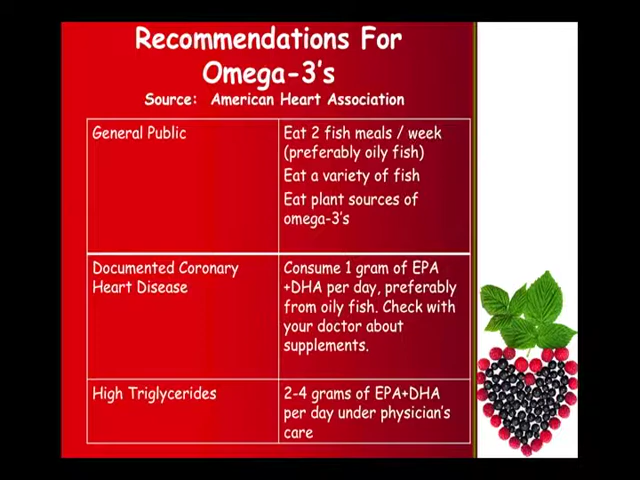 Recommendations For
Omega-3's
Source: American Heart Association
General Public
Eat 2 fish meals / week
(preferably oily fish)
Eat a variety of fish
Eat plant sources of
omega-3's
Documented Coronary
Heart Disease
Consume 1 gram of EPA
+DHA per day, preferably
from oily fish. Check with
your doctor about
supplements.
High Triglycerides
2-4 grams of EPA+DHA
per day under physician's
care